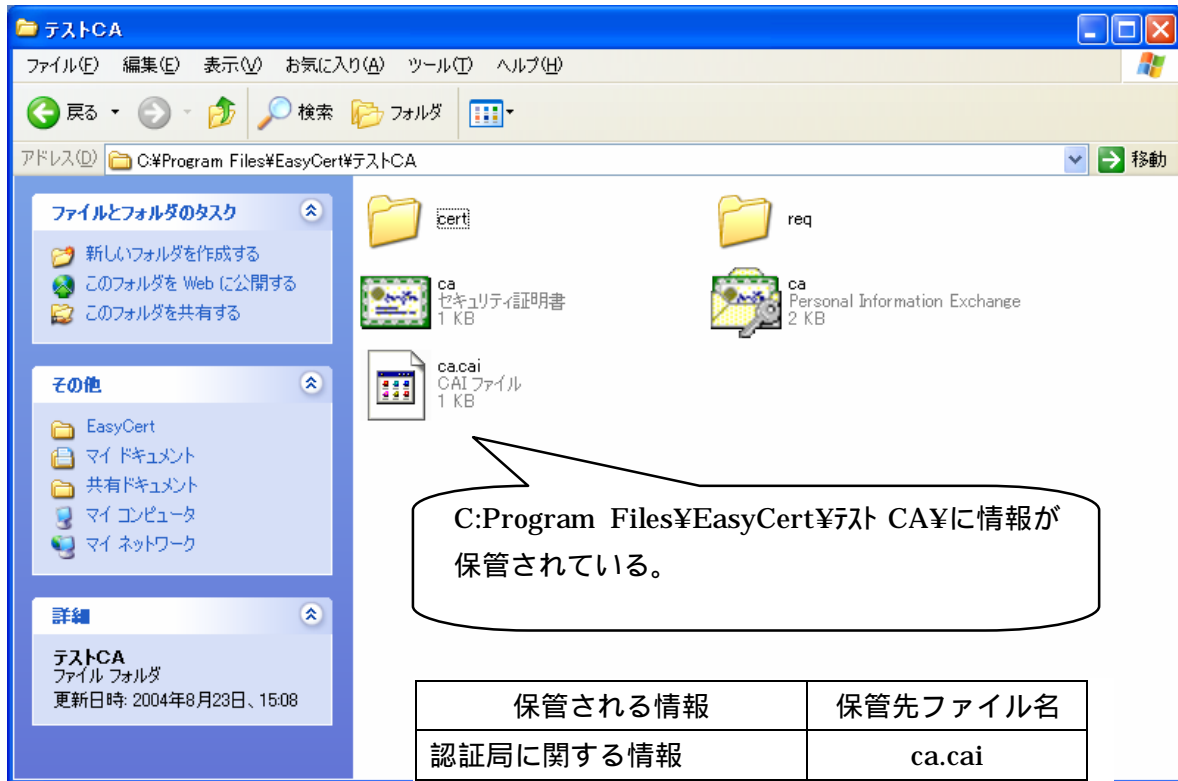 テストCA
ファイル(F) 編集(E) 表示(V) お気に入り(A) ツール(T) ヘルプ(H)
戻る 検索 フォルダ
アドレス(D) C:¥Program Files¥EasyCert¥テストCA 移動
ファイルとフォルダのタスク
新しいフォルダを作成する
このフォルダを Web に公開する
このフォルダを共有する
その他
EasyCert
マイ ドキュメント
共有ドキュメント
マイ コンピュータ
マイ ネットワーク
詳細
テストCA
ファイル フォルダ
更新日時: 2004年8月23日、15:08
cert
req
ca
セキュリティ証明書
1 KB
ca
Personal Information Exchange
2 KB
ca.cai
CAI ファイル
1 KB
C:Program Files¥EasyCert¥ﾃｽﾄ CA¥に情報が
保管されている。
保管される情報 保管先ファイル名
認証局に関する情報 ca.cai